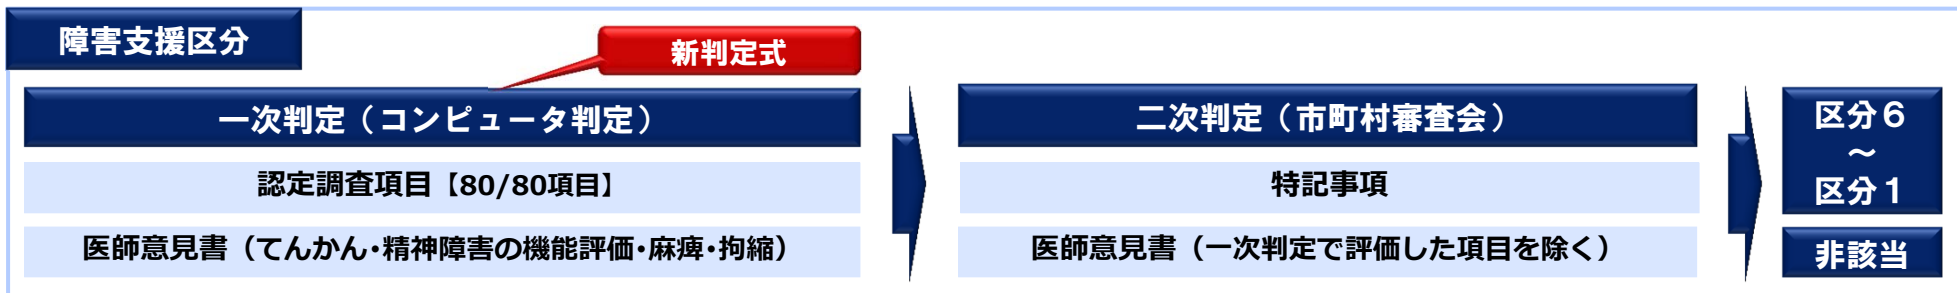 障害支援区分
新判定式
一次判定（コンピュータ判定）
認定調査項目【80/80項目】
医師意見書（てんかん・精神障害の機能評価・麻痺・拘縮）
二次判定（市町村審査会）
特記事項
医師意見書（一次判定で評価した項目を除く）
区分６
～
区分１
非該当